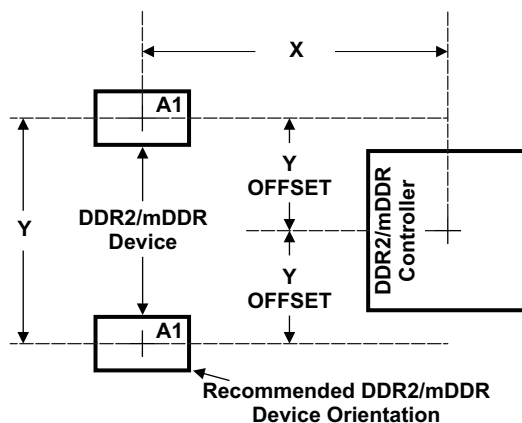 X
A1
Y
OFFSET
Y
DDR2/mDDR
Device
DDR2/mDDR
Controller
Y
OFFSET
A1
Recommended DDR2/mDDR
Device Orientation